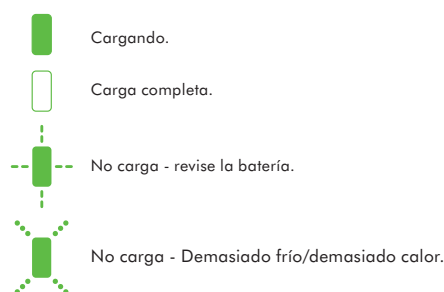 Cargando.
Carga completa.
No carga - revise la batería.
No carga - Demasiado frío/demasiado calor.